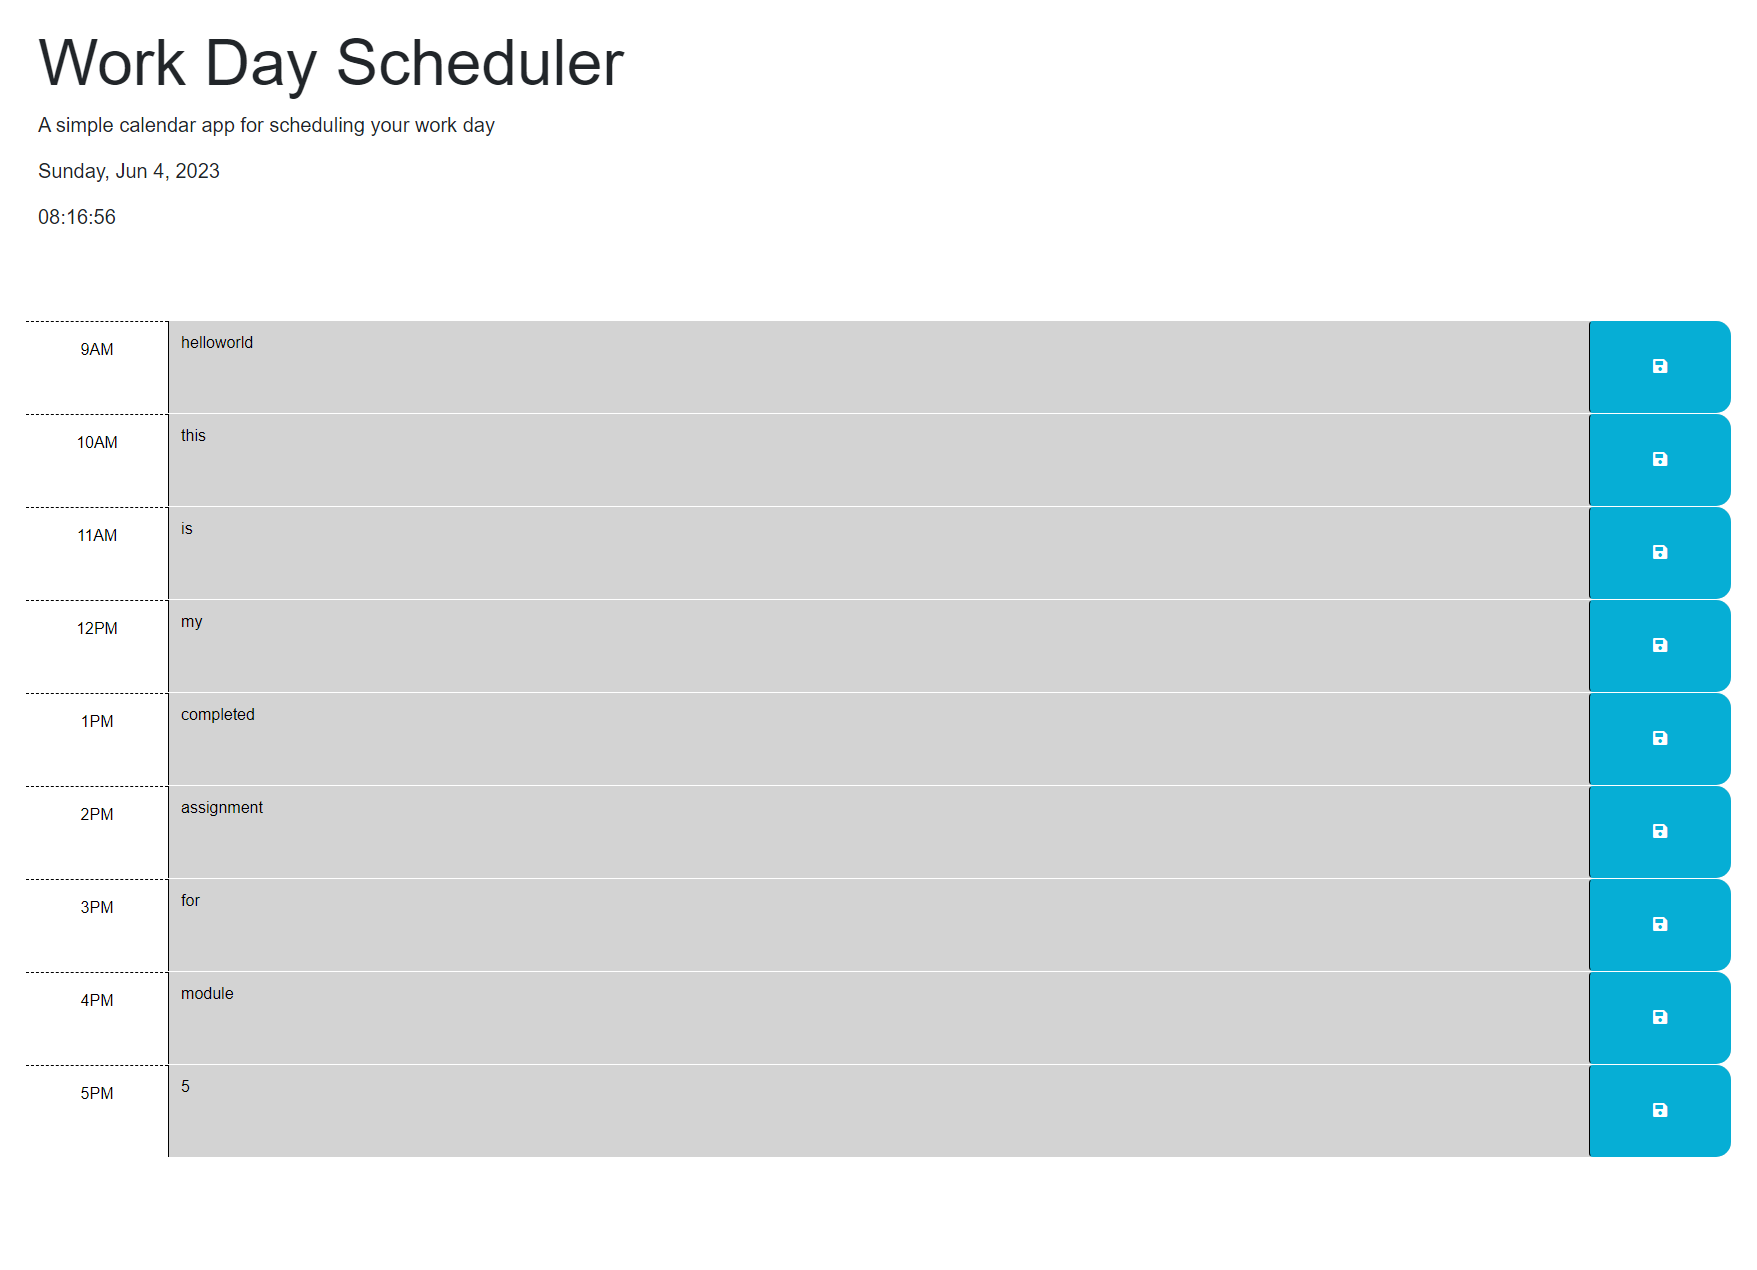 Work Day Scheduler
A simple calendar app for scheduling your work day
Sunday, Jun 4, 2023
08:16:56
9AM helloworld
10AM this
11AM is
12PM my
1PM completed
2PM assignment
3PM for
4PM module
5PM 5